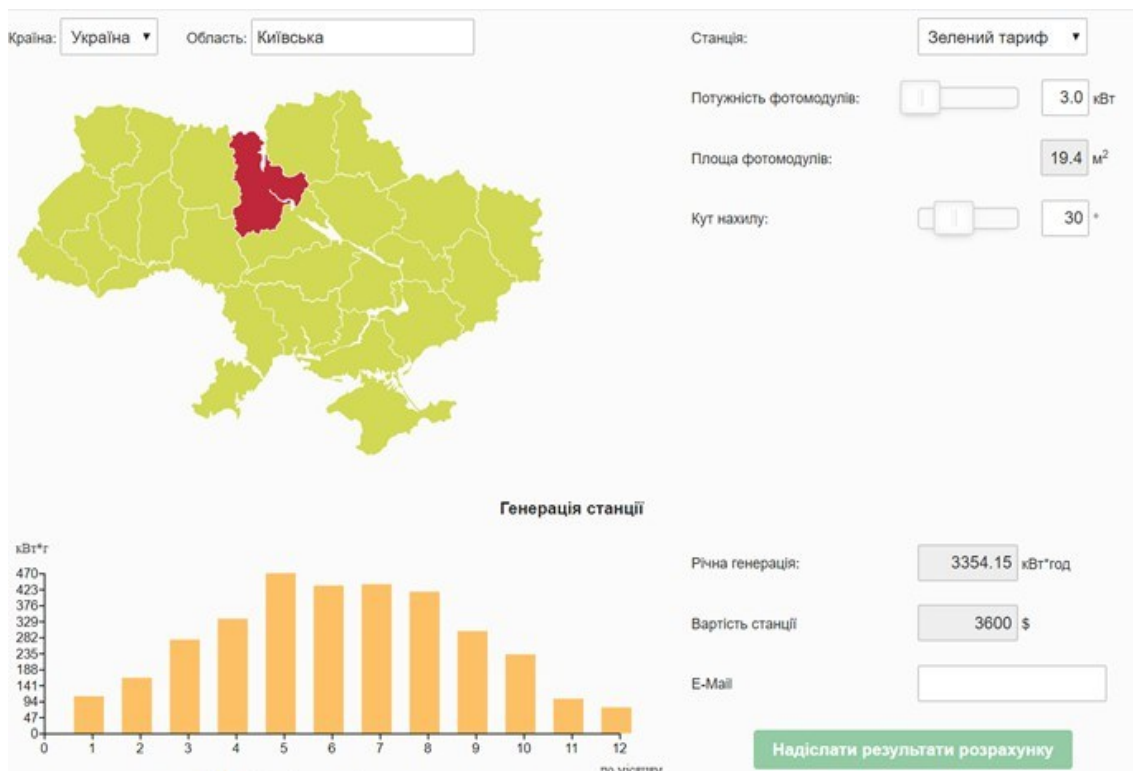 Країна: Україна Область: Київська
Станція: Зелений тариф
Потужність фотомодулів: 3.0 кВт
Площа фотомодулів: 19.4 м²
Кут нахилу: 30 °
Генерація станції
кВт*г
470
423
376
329
282
235
188
141
94
47
0
0 1 2 3 4 5 6 7 8 9 10 11 12
Річна генерація: 3354.15 кВт*год
Вартість станції 3600 $
E-Mail
Надіслати результати розрахунку